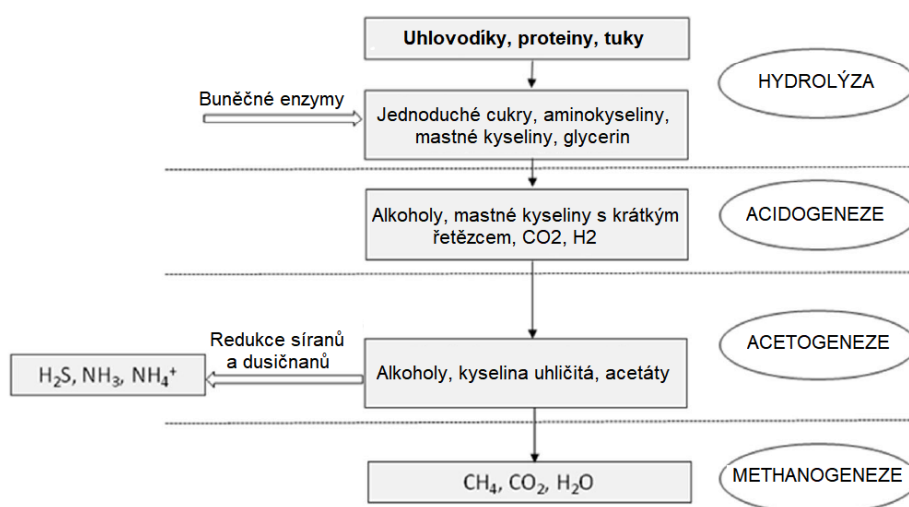 Uhlovodíky, proteiny, tuky
HYDROLÝZA
Buněčné enzymy
Jednoduché cukry, aminokyseliny,
mastné kyseliny, glycerin
Alkoholy, mastné kyseliny s krátkým
řetězcem, CO2, H2
ACIDOGENEZE
Redukce síranů
a dusičnanů
ACETOGENEZE
H₂S, NH₃, NH₄⁺
Alkoholy, kyselina uhličitá, acetáty
CH₄, CO₂, H₂O
METHANOGENEZE